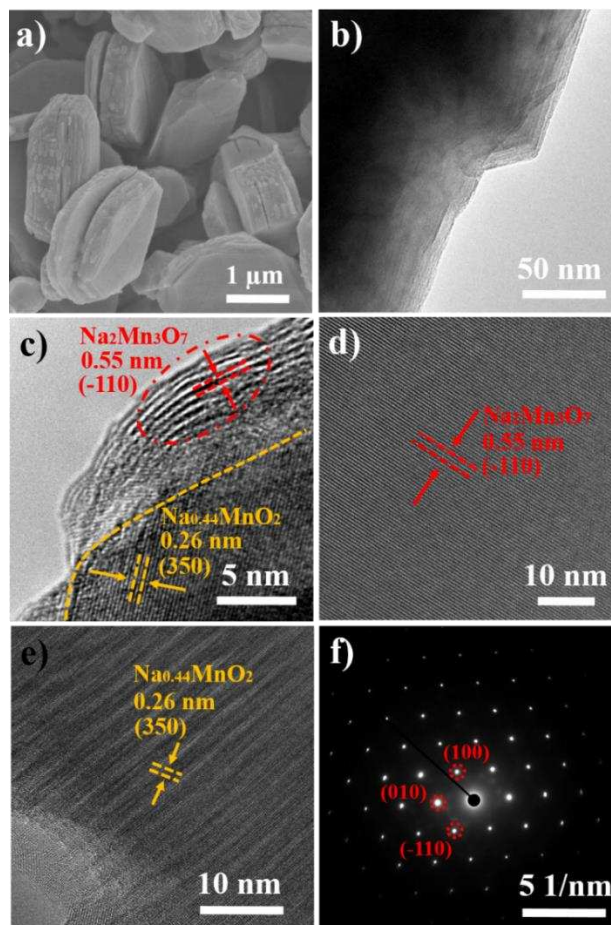 a)
1 μm
b)
50 nm
c)
Na₂Mn₃O₇
0.55 nm
(-110)
Na₀.₄₄MnO₂
0.26 nm
(350)
5 nm
d)
Na₂Mn₃O₇
0.55 nm
(-110)
10 nm
e)
Na₀.₄₄MnO₂
0.26 nm
(350)
10 nm
f)
(100)
(010)
(-110)
5 1/nm